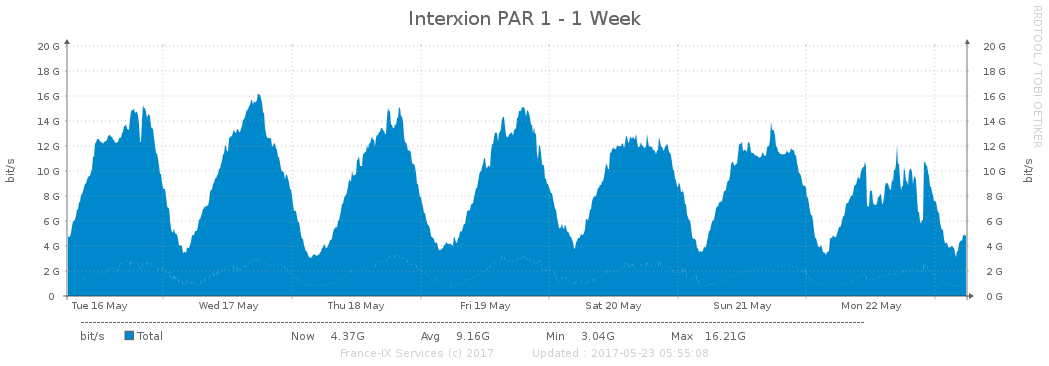 Interxion PAR 1 - 1 Week
RRDTOOL / TOBI OETIKER
20 G 20 G
18 G 18 G
16 G 16 G
14 G 14 G
12 G 12 G
10 G 10 G
8 G 8 G
6 G 6 G
4 G 4 G
2 G 2 G
0 0 G
bit/s bit/s
Tue 16 May Wed 17 May Thu 18 May Fri 19 May Sat 20 May Sun 21 May Mon 22 May
bit/s Total Now 4.37G Avg 9.16G Min 3.04G Max 16.21G
France-IX Services (c) 2017 Updated : 2017-05-23 05:55:08